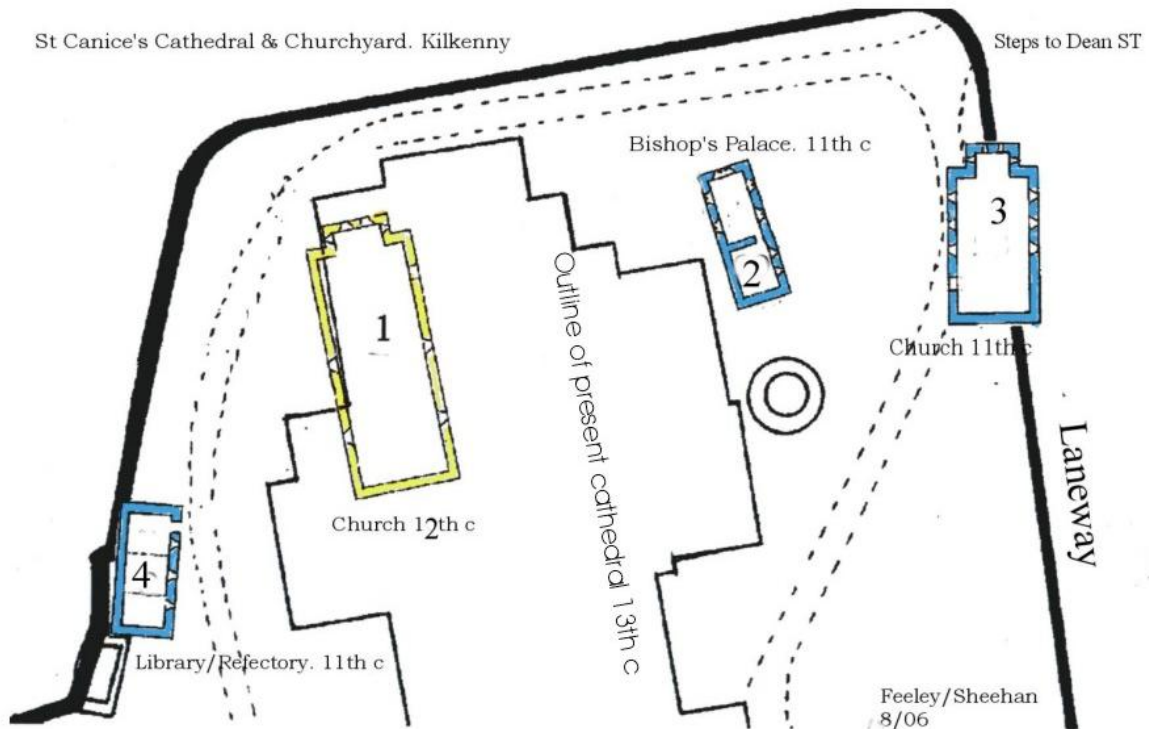 St Canice's Cathedral & Churchyard. Kilkenny
Steps to Dean ST
Bishop's Palace. 11th c
3
2
1
Outline of present cathedral 13th c
Church 11th c
Laneway
Church 12th c
4
Library/Refectory. 11th c
Feeley/Sheehan
8/06